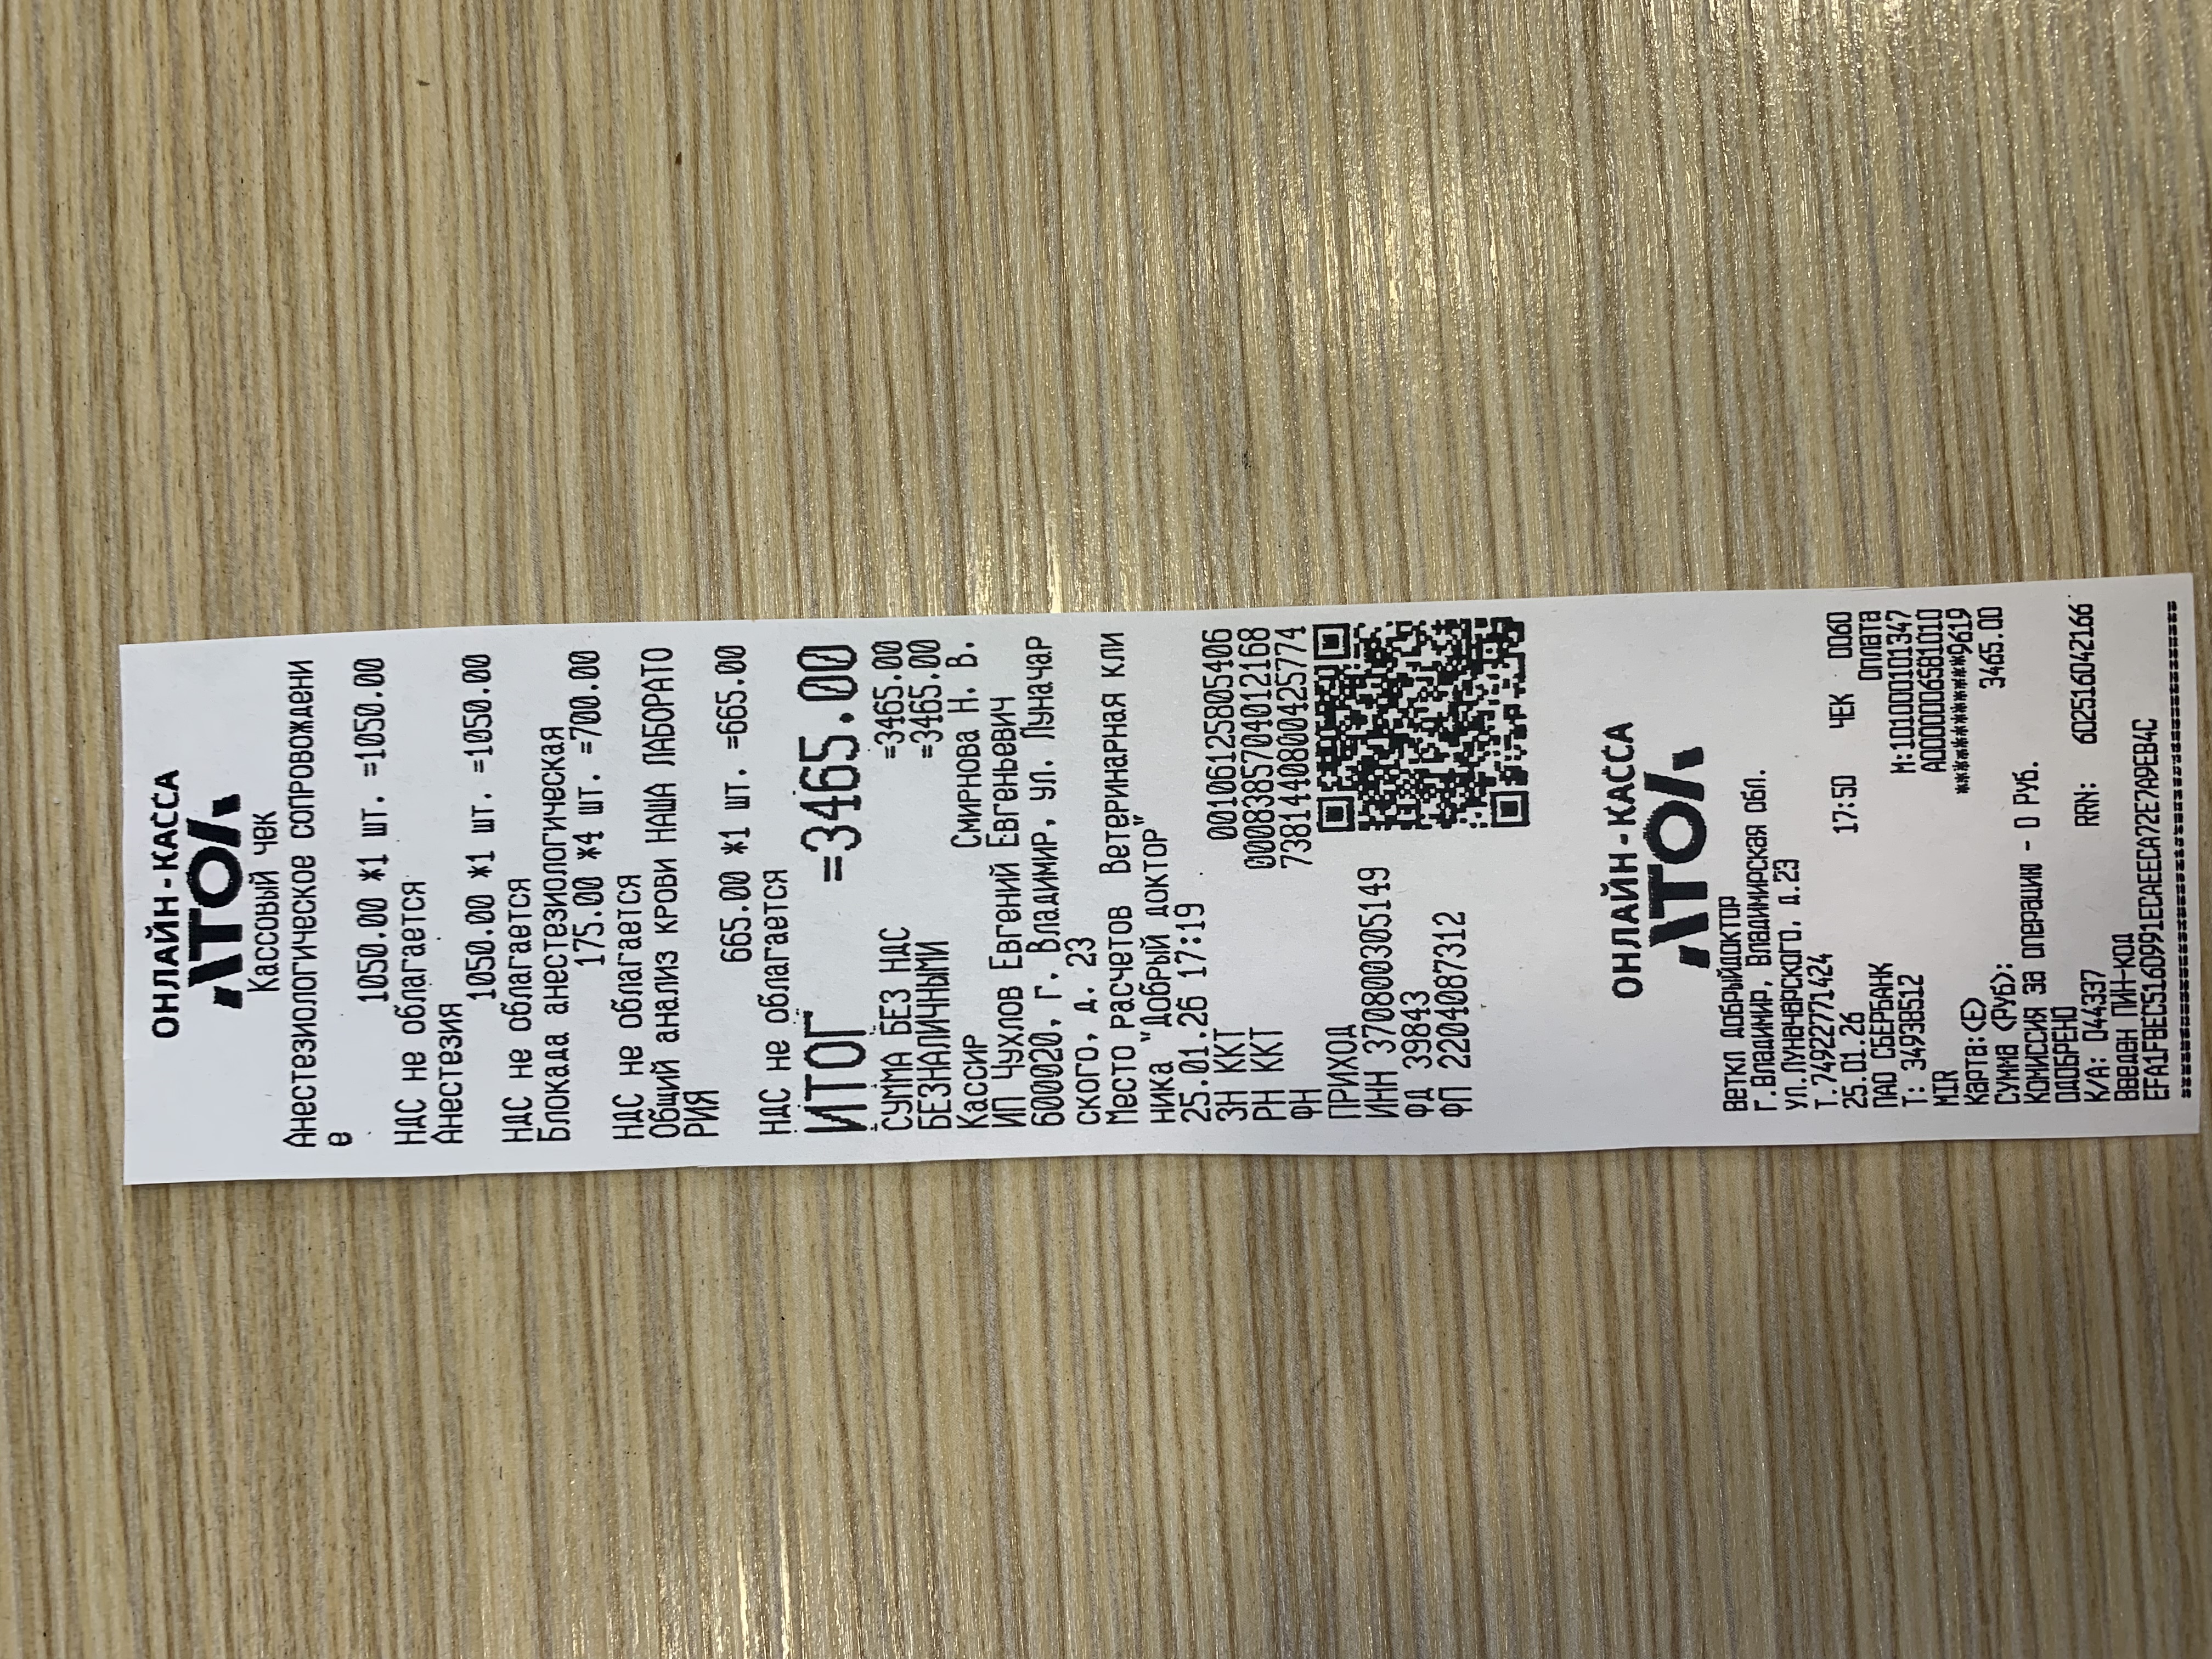 ОНЛАЙН-КАССА
АТОЛ
Кассовый чек
Анестезиологическое сопровождени
е
1050.00 *1 шт. =1050.00
НДС не облагается
Анестезия
1050.00 *1 шт. =1050.00
НДС не облагается
Блокада анестезиологическая
175.00 *4 шт. =700.00
НДС не облагается
Общий анализ крови НАША ЛАБОРАТО
РИЯ
665.00 *1 шт. =665.00
НДС не облагается
ИТОГ =3465.00
СУММА БЕЗ НДС =3465.00
БЕЗНАЛИЧНЫМИ =3465.00
Кассир Смирнова Н. В.
ИП Чухлов Евгений Евгеньевич
600020, г. Владимир, ул. Луначар
ского, д. 23
Место расчетов Ветеринарная кли
ника "Добрый доктор"
25.01.26 17:19
ЗН ККТ 00106125805406
РН ККТ 0008385704012168
ФН 7381440800425774
ПРИХОД
ИНН 370800305149
ФД 39843
ФП 2204087312
ОНЛАЙН-КАССА
АТОЛ
ВЕТКЛ ДОБРЫЙДОКТОР
Г.Владимир, Владимирская обл.
ул.Луначарского, д.23
Т.74922771424
25.01.26 17:50 ЧЕК 0060
ПАО СБЕРБАНК Оплата
Т: 34938512 М:101000101347
MIR A0000006581010
Карта:(E) ************9619
Сумма (Руб): 3465.00
Комиссия за операцию - 0 Руб.
ОДОБРЕНО
К/А: 044337 RRN: 602516042166
Введен ПИН-код
EFA1FBEC516D991ECAEECA72E7A9EB4C
================================